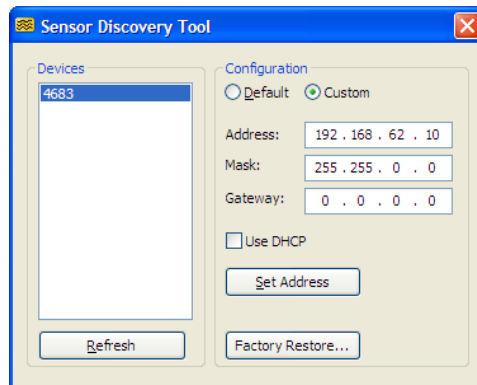 Sensor Discovery Tool
Devices
4683
Refresh
Configuration
Default Custom
Address: 192 . 168 . 62 . 10
Mask: 255 . 255 . 0 . 0
Gateway: 0 . 0 . 0 . 0
Use DHCP
Set Address
Factory Restore...